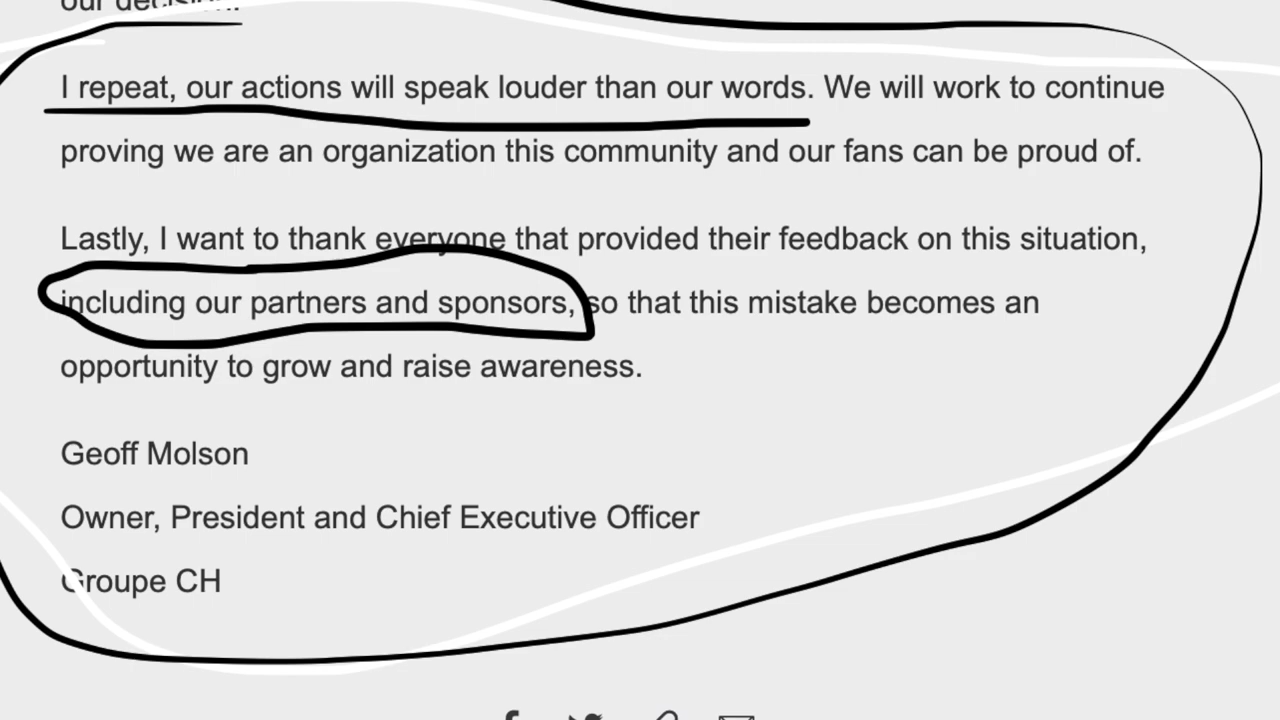 our decision.
I repeat, our actions will speak louder than our words. We will work to continue
proving we are an organization this community and our fans can be proud of.
Lastly, I want to thank everyone that provided their feedback on this situation,
including our partners and sponsors, so that this mistake becomes an
opportunity to grow and raise awareness.
Geoff Molson
Owner, President and Chief Executive Officer
Groupe CH